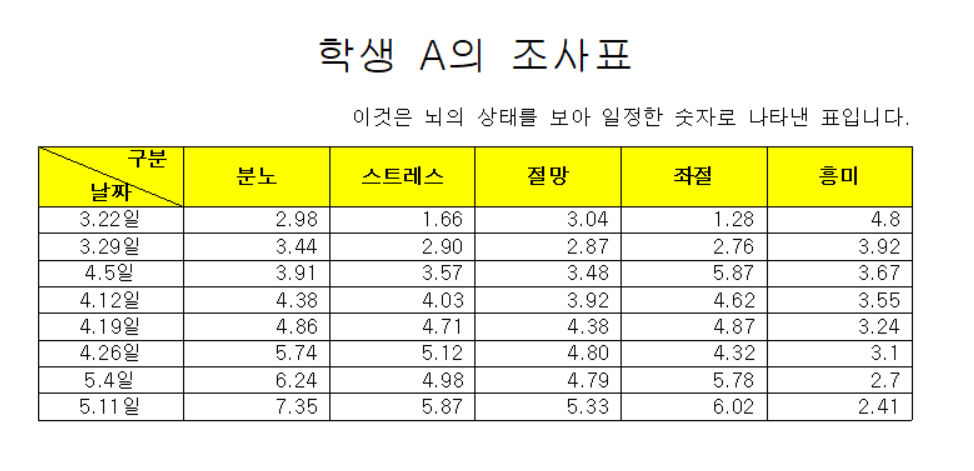 학생 A의 조사표
이것은 뇌의 상태를 보아 일정한 숫자로 나타낸 표입니다.
구분 날짜 분노 스트레스 절망 좌절 흥미
3.22일 2.98 1.66 3.04 1.28 4.8
3.29일 3.44 2.90 2.87 2.76 3.92
4.5일 3.91 3.57 3.48 5.87 3.67
4.12일 4.38 4.03 3.92 4.62 3.55
4.19일 4.86 4.71 4.38 4.87 3.24
4.26일 5.74 5.12 4.80 4.32 3.1
5.4일 6.24 4.98 4.79 5.78 2.7
5.11일 7.35 5.87 5.33 6.02 2.41